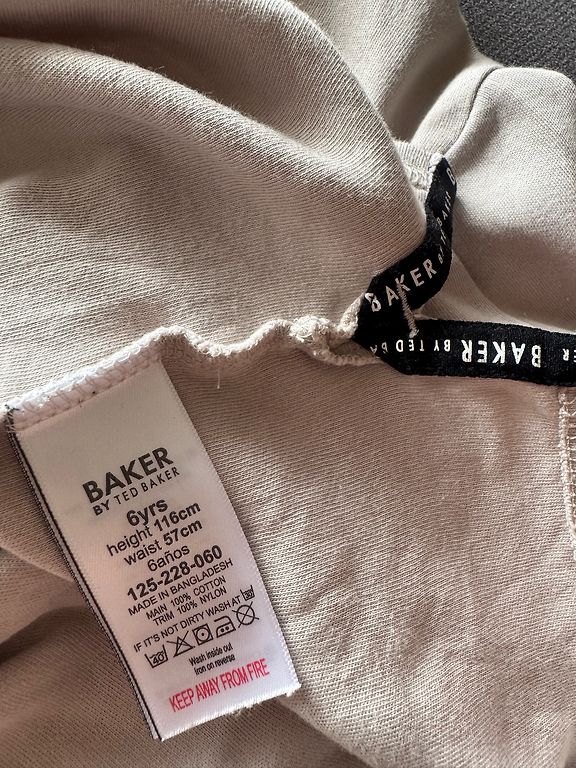 BAKER
BY TED BAKER
6yrs
height 116cm
waist 57cm
6años
125-228-060
MADE IN BANGLADESH
MAIN 100% COTTON
TRIM 100% NYLON
IF IT'S NOT DIRTY WASH AT 30
40
Wash inside out
Iron on reverse
KEEP AWAY FROM FIRE
BAKER
BAKER BY TED BA